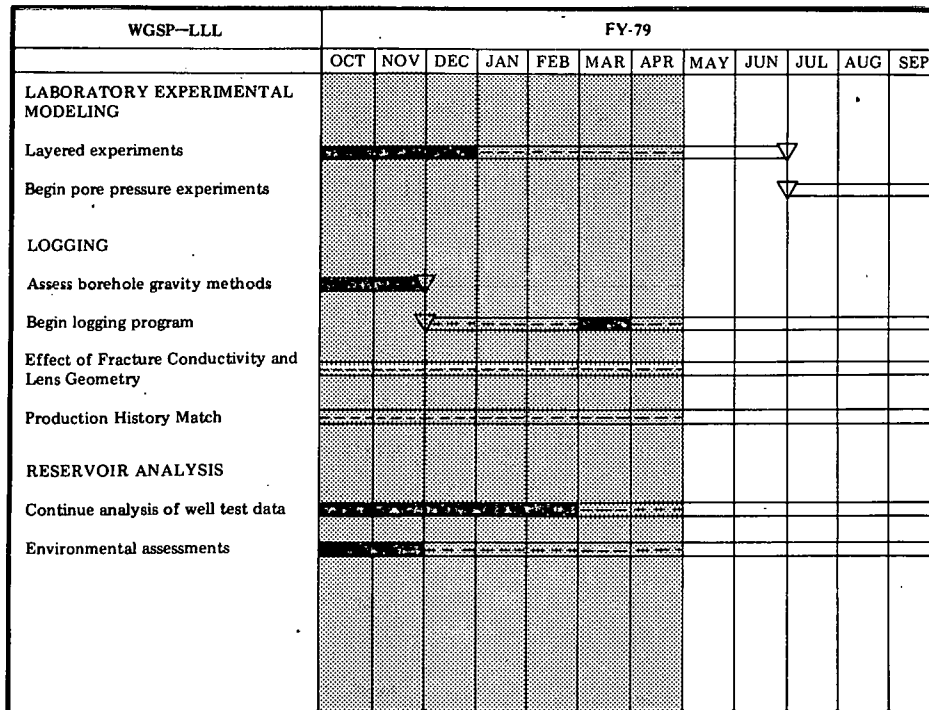 WGSP—LLL
FY-79
OCT NOV DEC JAN FEB MAR APR MAY JUN JUL AUG SEP
LABORATORY EXPERIMENTAL
MODELING
Layered experiments
Begin pore pressure experiments
LOGGING
Assess borehole gravity methods
Begin logging program
Effect of Fracture Conductivity and
Lens Geometry
Production History Match
RESERVOIR ANALYSIS
Continue analysis of well test data
Environmental assessments